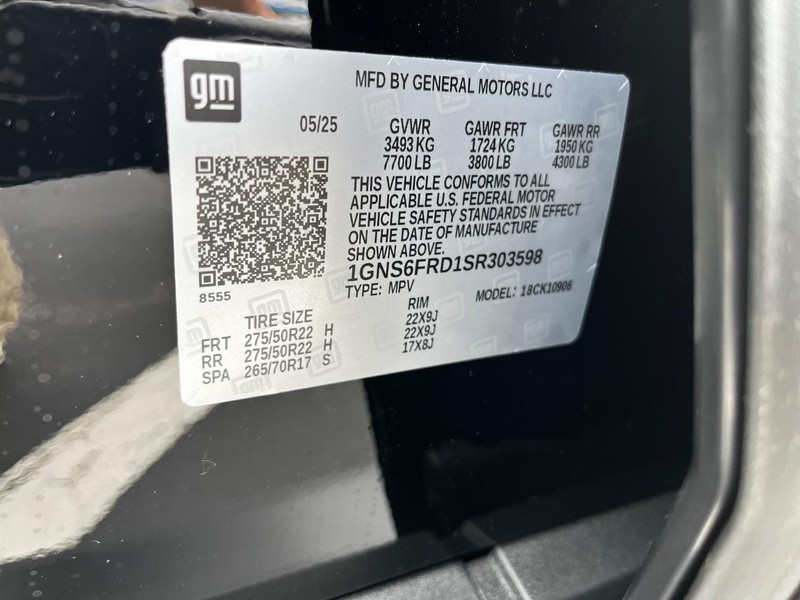 gm
MFD BY GENERAL MOTORS LLC
05/25 GVWR GAWR FRT GAWR RR
3493 KG 1724 KG 1950 KG
7700 LB 3800 LB 4300 LB
THIS VEHICLE CONFORMS TO ALL
APPLICABLE U.S. FEDERAL MOTOR
VEHICLE SAFETY STANDARDS IN EFFECT
ON THE DATE OF MANUFACTURE
SHOWN ABOVE.
1GNS6FRD1SR303598
TYPE: MPV MODEL: 18CK10906
8555
TIRE SIZE RIM
FRT 275/50R22 H 22X9J
RR 275/50R22 H 22X9J
SPA 265/70R17 S 17X8J